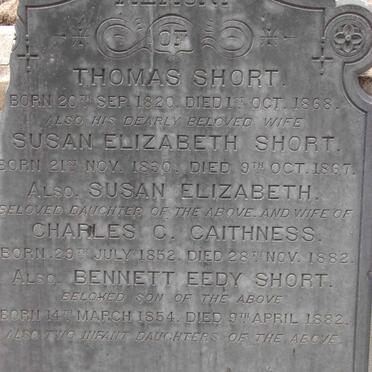 MEMORY
OF
THOMAS SHORT.
BORN 20TH SEP. 1820. DIED 1ST OCT. 1868.
ALSO HIS DEARLY BELOVED WIFE
SUSAN ELIZABETH SHORT.
BORN 21ST NOV. 1830. DIED 9TH OCT. 1867.
ALSO. SUSAN ELIZABETH.
BELOVED DAUGHTER OF THE ABOVE AND WIFE OF
CHARLES C. CAITHNESS.
BORN. 29TH JULY 1852. DIED 28TH NOV. 1882.
ALSO. BENNETT EEDY SHORT.
BELOVED SON OF THE ABOVE
BORN 14TH MARCH 1854. DIED 9TH APRIL 1882.
ALSO TWO INFANT DAUGHTERS OF THE ABOVE.